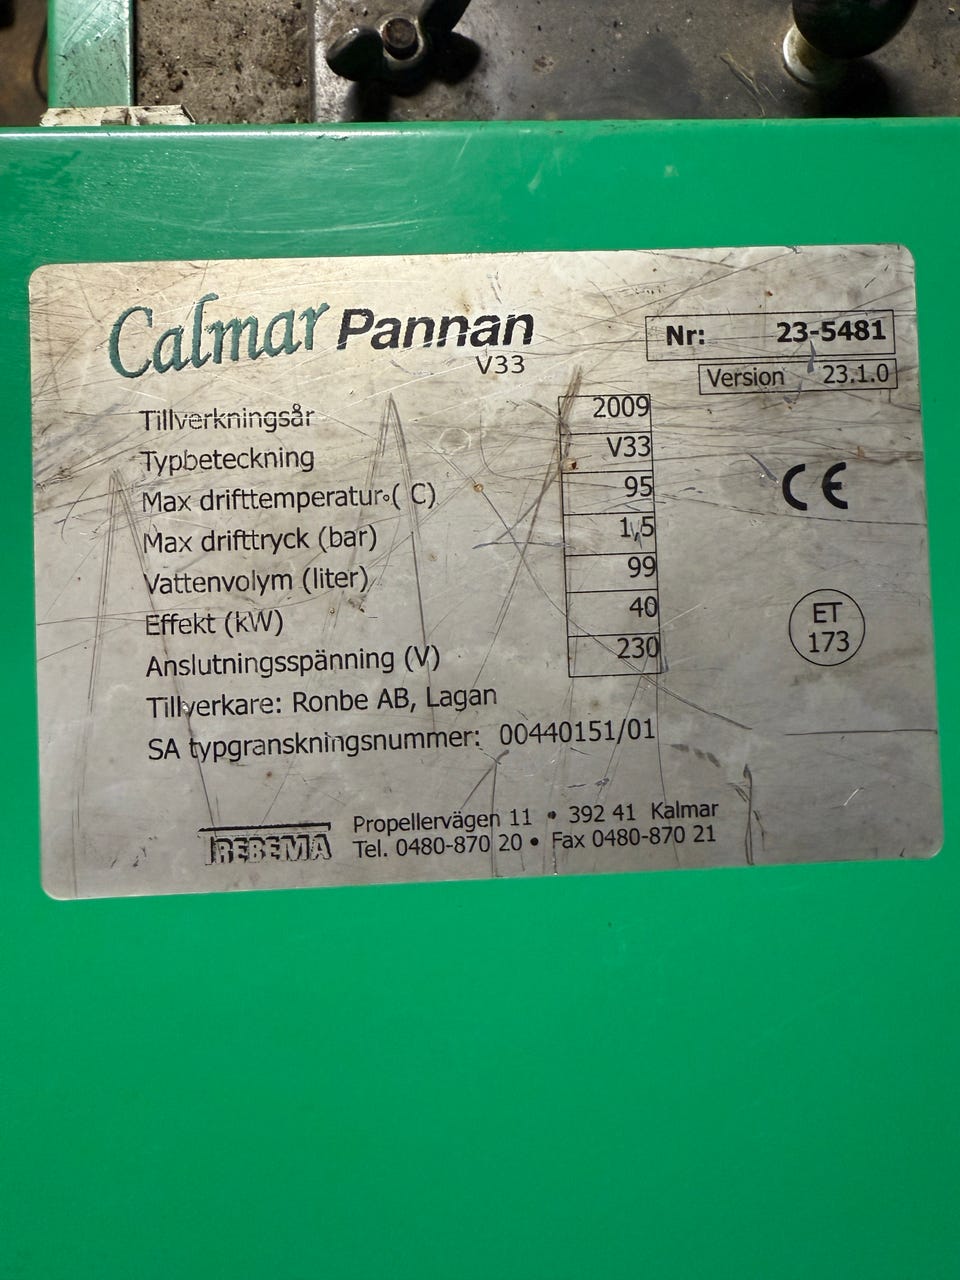 Calmar Pannan
V33
Nr: 23-5481
Version 23.1.0
Tillverkningsår 2009
Typbeteckning V33
Max drifttemperatur°( C) 95
Max drifttryck (bar) 1,5
Vattenvolym (liter) 99
Effekt (kW) 40
Anslutningsspänning (V) 230
Tillverkare: Ronbe AB, Lagan
SA typgranskningsnummer: 00440151/01
CE
ET
173
TREBEMA
Propellervägen 11 • 392 41 Kalmar
Tel. 0480-870 20 • Fax 0480-870 21